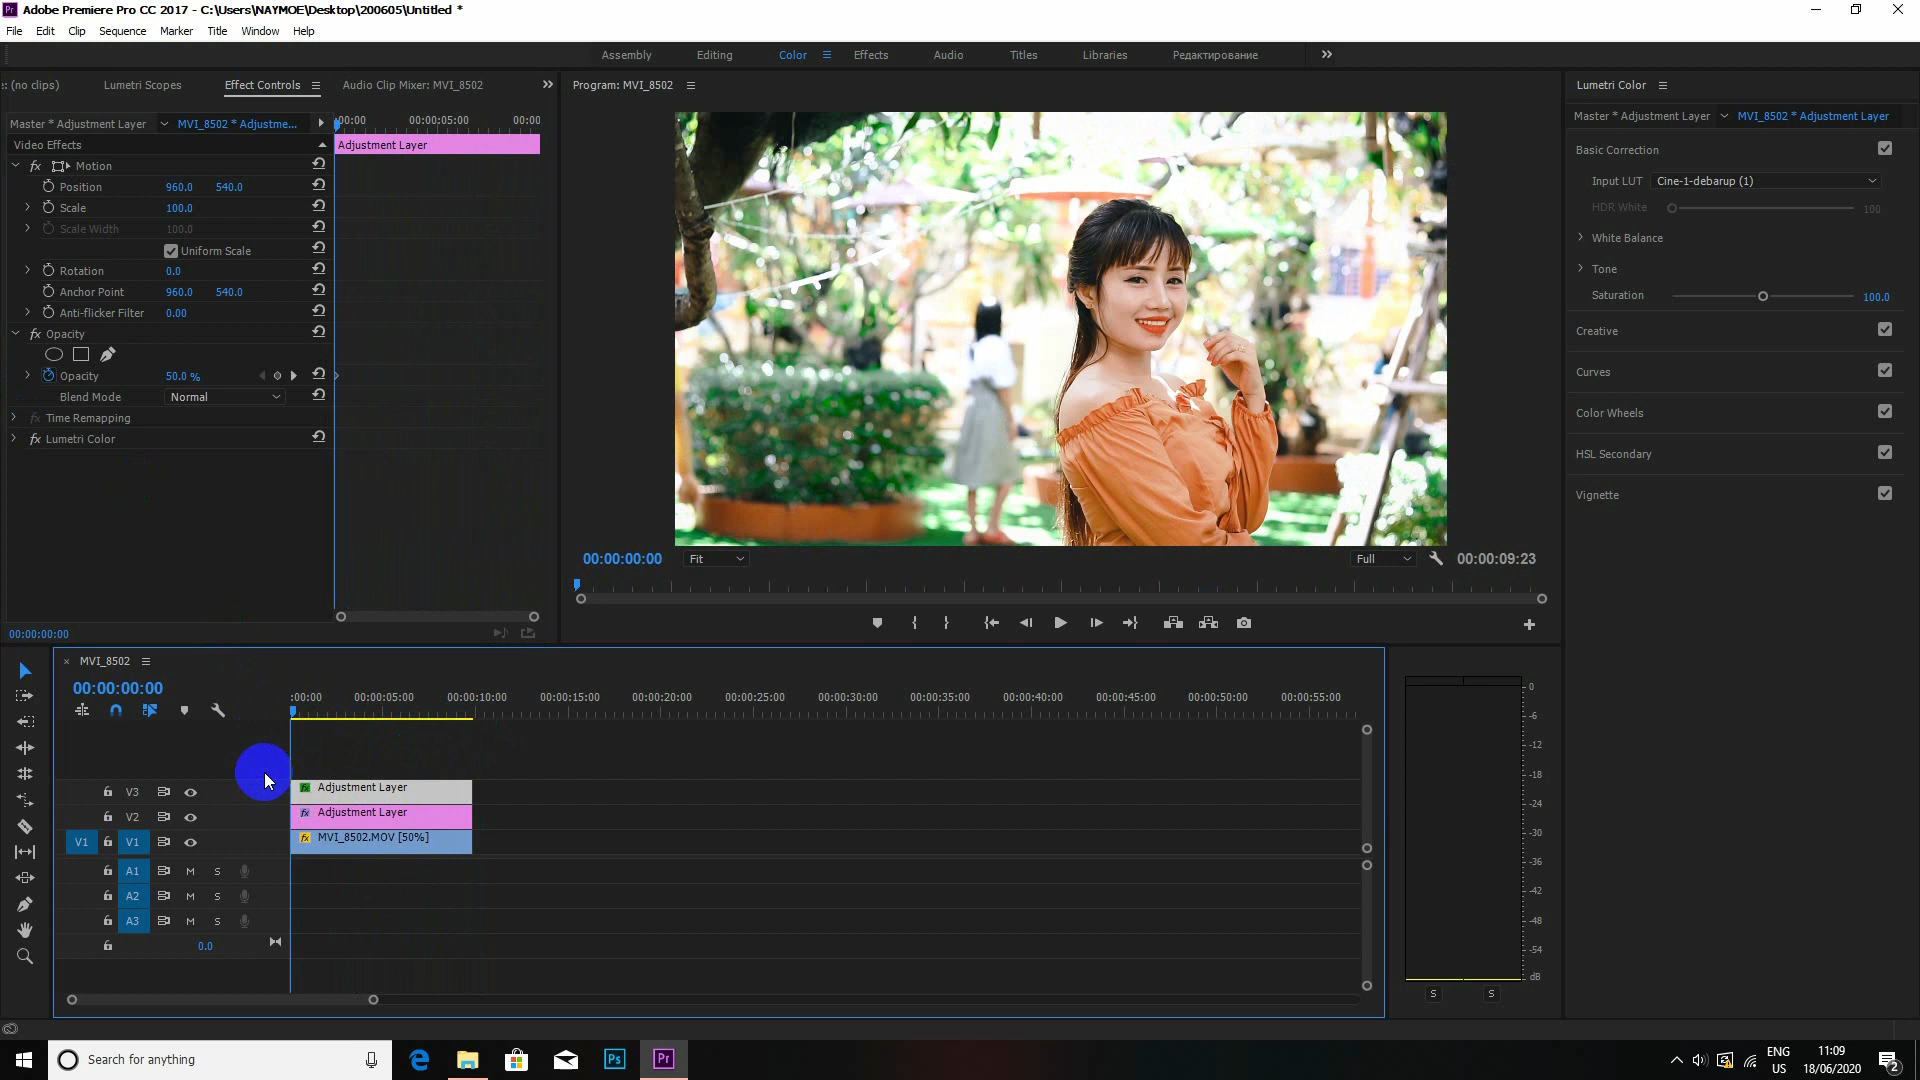 Adobe Premiere Pro CC 2017 - C:\Users\NAYMOE\Desktop\200605\Untitled *
File Edit Clip Sequence Marker Title Window Help
Assembly Editing Color Effects Audio Titles Libraries Редактирование
: (no clips) Lumetri Scopes Effect Controls Audio Clip Mixer: MVI_8502
Master * Adjustment Layer MVI_8502 * Adjustme...
:00:00 00:00:05:00 00:00
Video Effects
Adjustment Layer
fx Motion
Position 960.0 540.0
Scale 100.0
Scale Width 100.0
Uniform Scale
Rotation 0.0
Anchor Point 960.0 540.0
Anti-flicker Filter 0.00
fx Opacity
Opacity 50.0 %
Blend Mode Normal
fx Time Remapping
fx Lumetri Color
00:00:00:00
Program: MVI_8502
00:00:00:00 Fit Full 00:00:09:23
Lumetri Color
Master * Adjustment Layer MVI_8502 * Adjustment Layer
Basic Correction
Input LUT Cine-1-debarup (1)
HDR White 100
White Balance
Tone
Saturation 100.0
Creative
Curves
Color Wheels
HSL Secondary
Vignette
× MVI_8502
00:00:00:00
:00:00 00:00:05:00 00:00:10:00 00:00:15:00 00:00:20:00 00:00:25:00 00:00:30:00 00:00:35:00 00:00:40:00 00:00:45:00 00:00:50:00 00:00:55:00
V3 fx Adjustment Layer
V2 fx Adjustment Layer
V1 V1 fx MVI_8502.MOV [50%]
A1 M S
A2 M S
A3 M S
0.0
0
-6
-12
-18
-24
-30
-36
-42
-48
-54
dB
S S
Search for anything
Ps Pr
ENG
US
11:09
18/06/2020
2